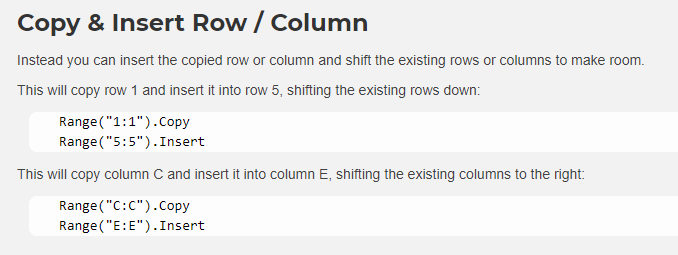 Copy & Insert Row / Column
Instead you can insert the copied row or column and shift the existing rows or columns to make room.
This will copy row 1 and insert it into row 5, shifting the existing rows down:
Range("1:1").Copy
Range("5:5").Insert
This will copy column C and insert it into column E, shifting the existing columns to the right:
Range("C:C").Copy
Range("E:E").Insert